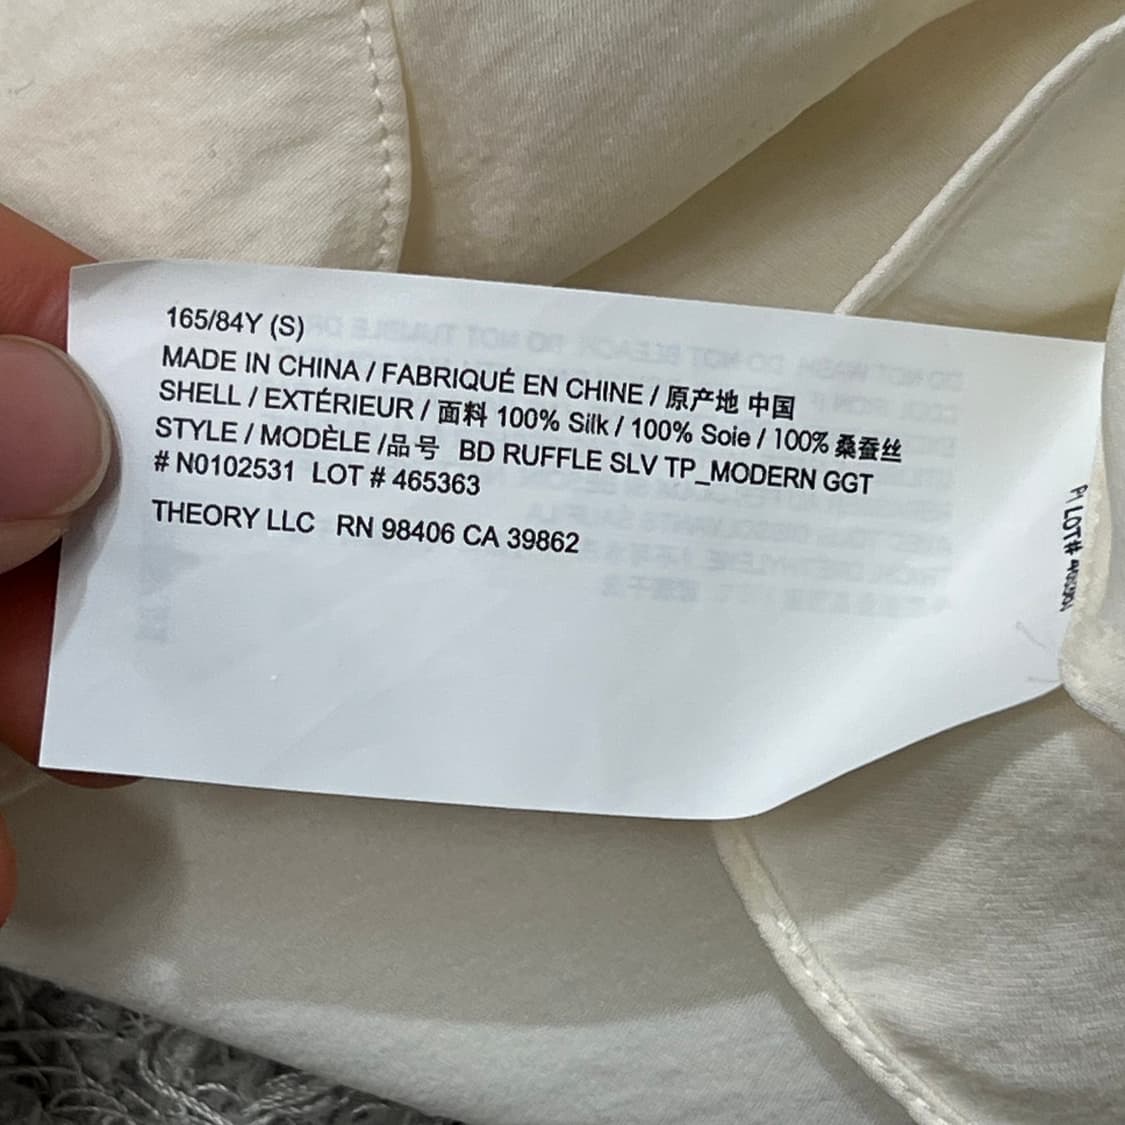 165/84Y (S)
MADE IN CHINA / FABRIQUÉ EN CHINE / 原产地 中国
SHELL / EXTÉRIEUR / 面料 100% Silk / 100% Soie / 100% 桑蚕丝
STYLE / MODÈLE /品号 BD RUFFLE SLV TP_MODERN GGT
# N0102531 LOT # 465363
THEORY LLC RN 98406 CA 39862
LOT#